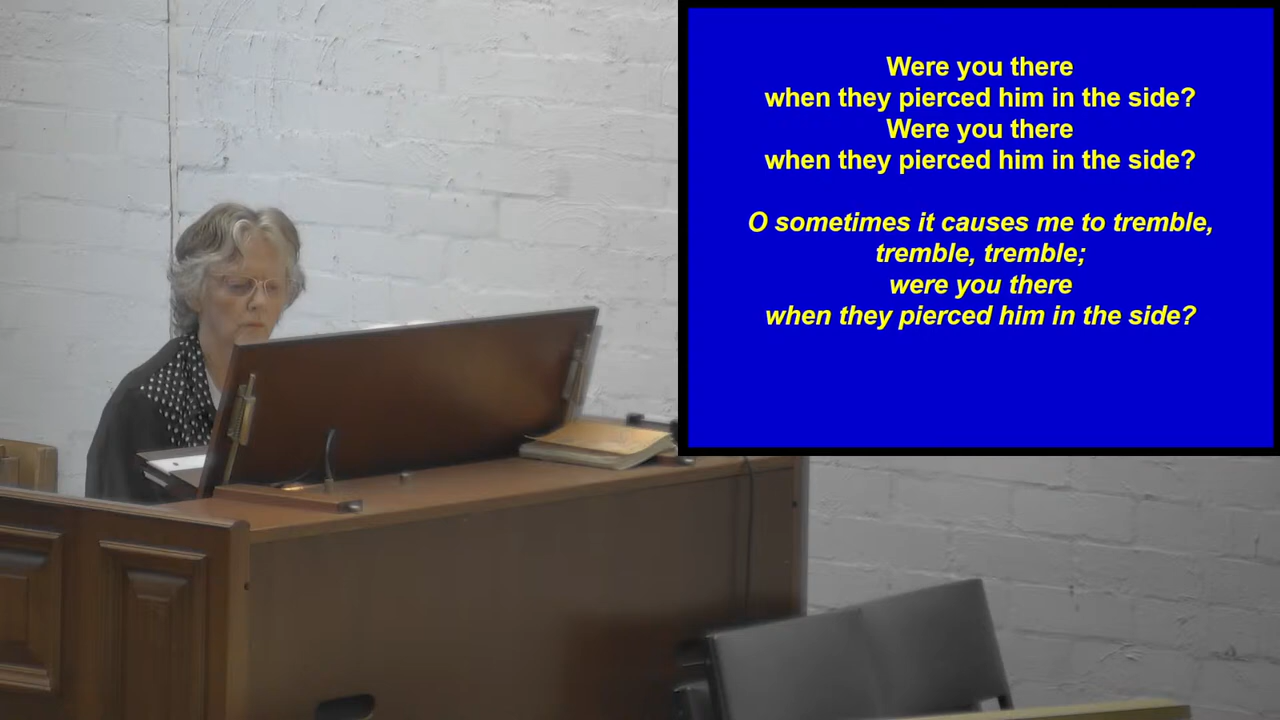 Were you there
when they pierced him in the side?
Were you there
when they pierced him in the side?
O sometimes it causes me to tremble,
tremble, tremble;
were you there
when they pierced him in the side?